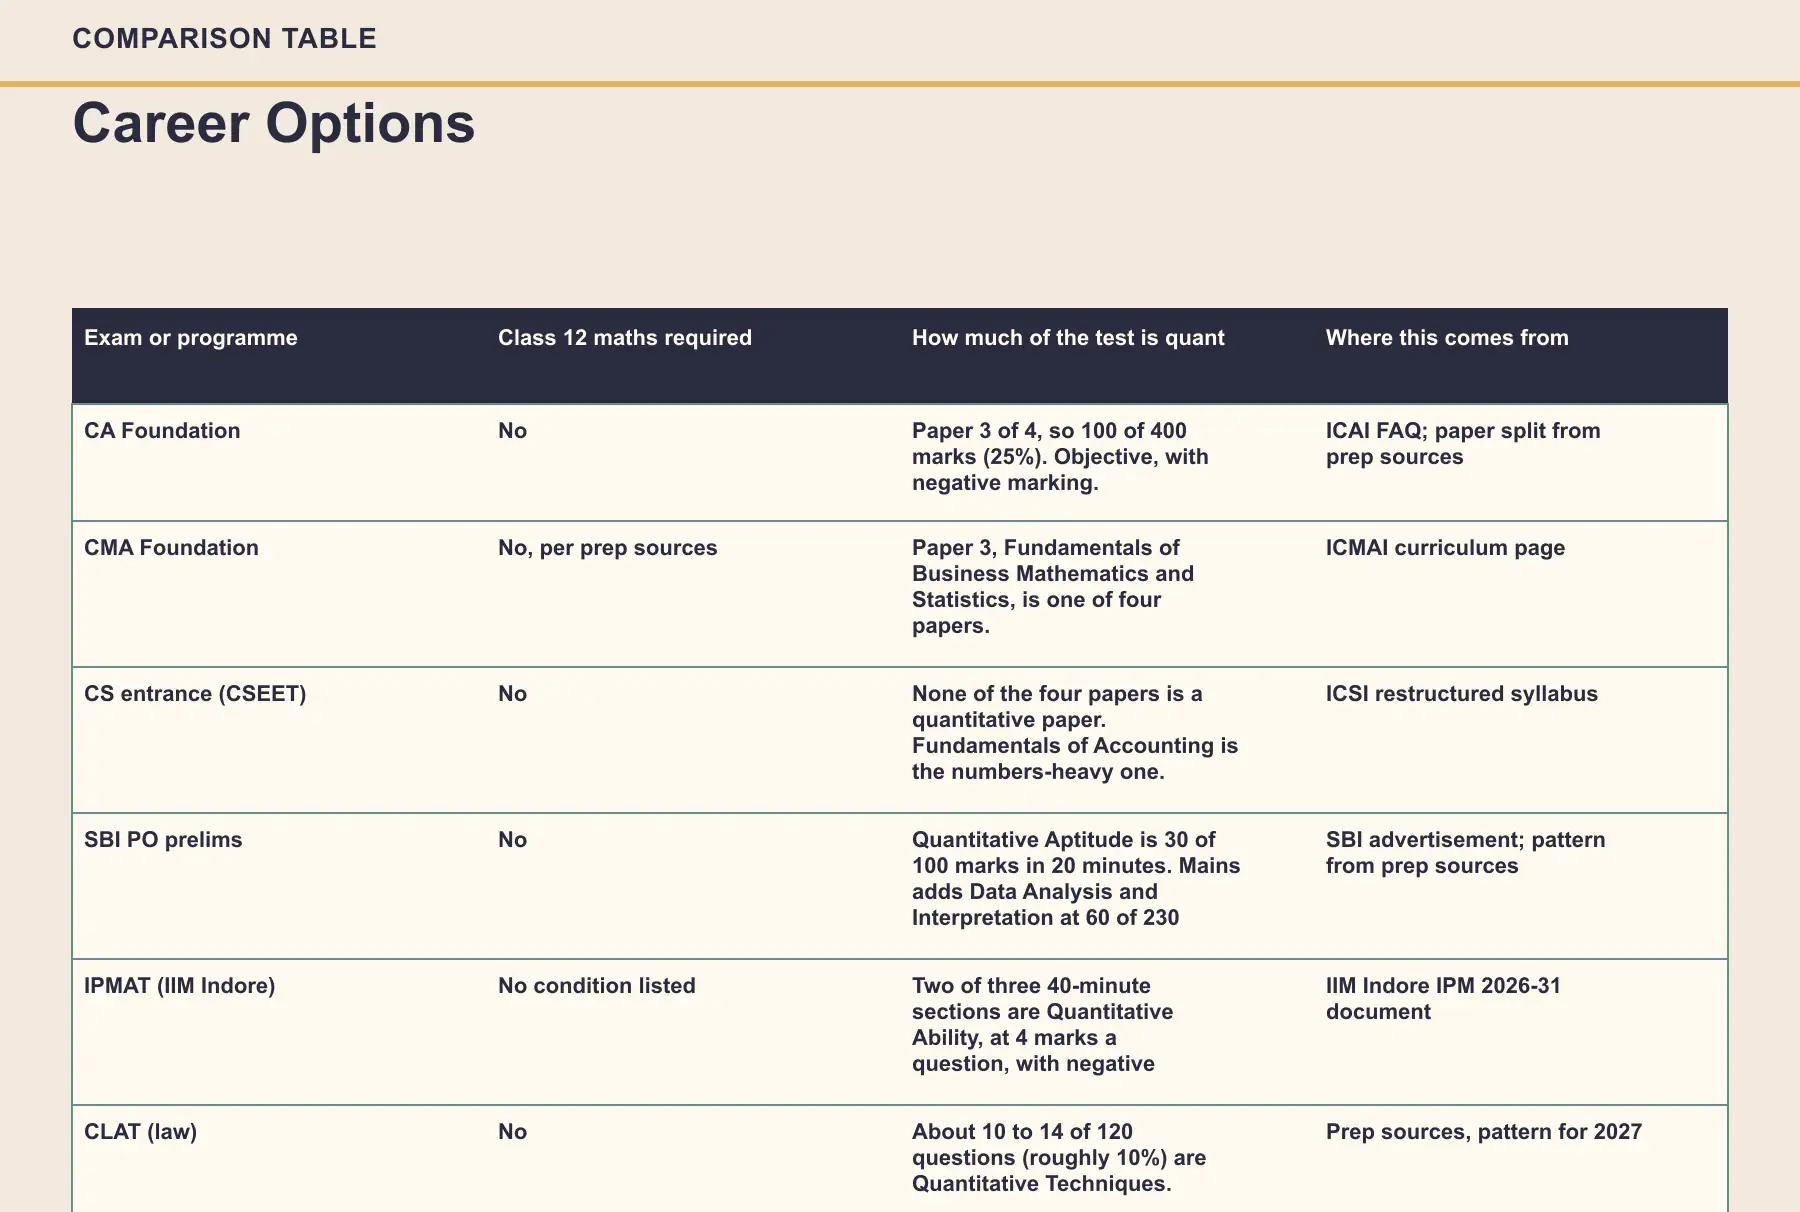 COMPARISON TABLE
Career Options
Exam or programme
Class 12 maths required
How much of the test is quant
Where this comes from
CA Foundation
No
Paper 3 of 4, so 100 of 400
marks (25%). Objective, with
negative marking.
ICAI FAQ; paper split from
prep sources
CMA Foundation
No, per prep sources
Paper 3, Fundamentals of
Business Mathematics and
Statistics, is one of four
papers.
ICMAI curriculum page
CS entrance (CSEET)
No
None of the four papers is a
quantitative paper.
Fundamentals of Accounting is
the numbers-heavy one.
ICSI restructured syllabus
SBI PO prelims
No
Quantitative Aptitude is 30 of
100 marks in 20 minutes. Mains
adds Data Analysis and
Interpretation at 60 of 230
SBI advertisement; pattern
from prep sources
IPMAT (IIM Indore)
No condition listed
Two of three 40-minute
sections are Quantitative
Ability, at 4 marks a
question, with negative
IIM Indore IPM 2026-31
document
CLAT (law)
No
About 10 to 14 of 120
questions (roughly 10%) are
Quantitative Techniques.
Prep sources, pattern for 2027